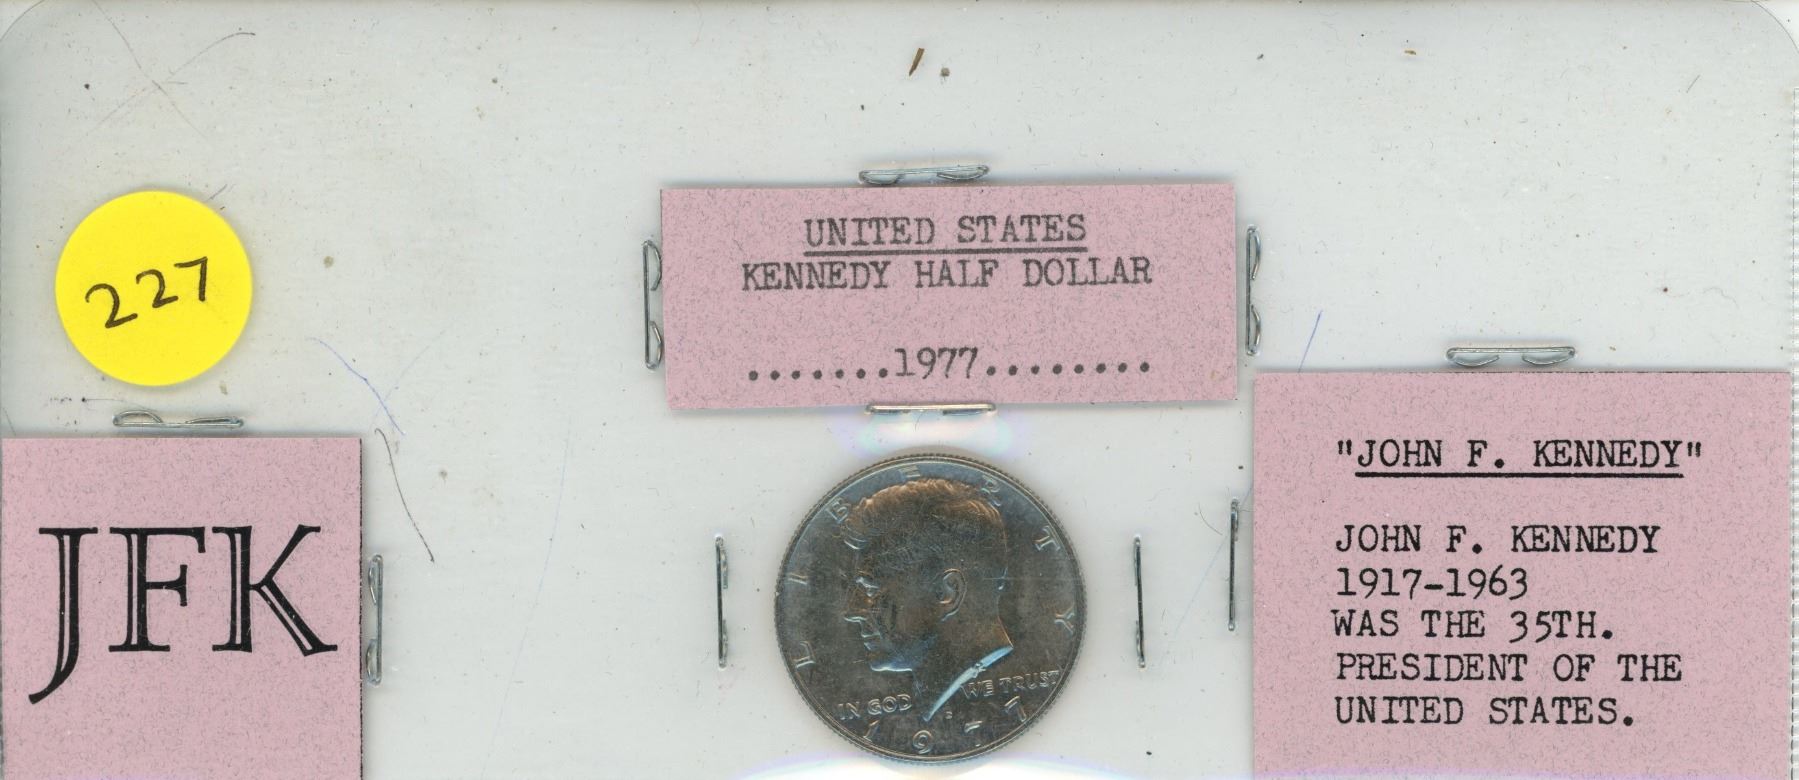 227
UNITED STATES
KENNEDY HALF DOLLAR
.......1977........
JFK
"JOHN F. KENNEDY"
JOHN F. KENNEDY
1917-1963
WAS THE 35TH.
PRESIDENT OF THE
UNITED STATES.
LIBERTY
IN GOD WE TRUST
1977